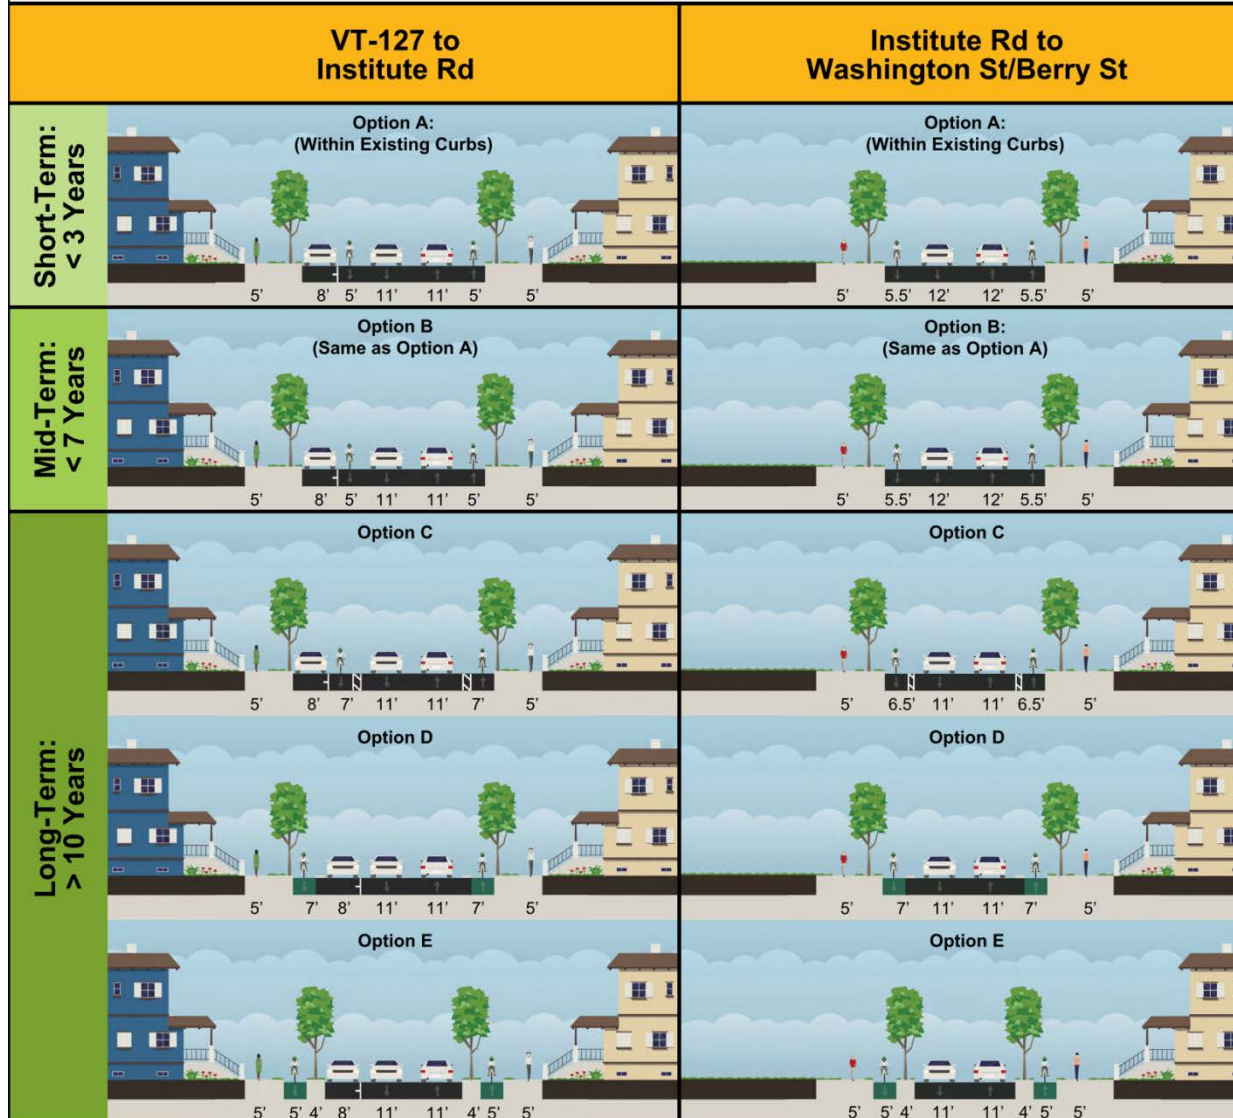 VT-127 to
Institute Rd
Institute Rd to
Washington St/Berry St
Short-Term:
< 3 Years
Option A:
(Within Existing Curbs)
5’ 8’ 5’ 11’ 11’ 5’ 5’
Option A:
(Within Existing Curbs)
5’ 5.5’ 12’ 12’ 5.5’ 5’
Mid-Term:
< 7 Years
Option B
(Same as Option A)
5’ 8’ 5’ 11’ 11’ 5’ 5’
Option B:
(Same as Option A)
5’ 5.5’ 12’ 12’ 5.5’ 5’
Long-Term:
> 10 Years
Option C
5’ 8’ 7’ 11’ 11’ 7’ 5’
Option C
5’ 6.5’ 11’ 11’ 6.5’ 5’
Option D
5’ 7’ 8’ 11’ 11’ 7’ 5’
Option D
5’ 7’ 11’ 11’ 7’ 5’
Option E
5’ 5’ 4’ 8’ 11’ 11’ 4’ 5’ 5’
Option E
5’ 5’ 4’ 11’ 11’ 4’ 5’ 5’